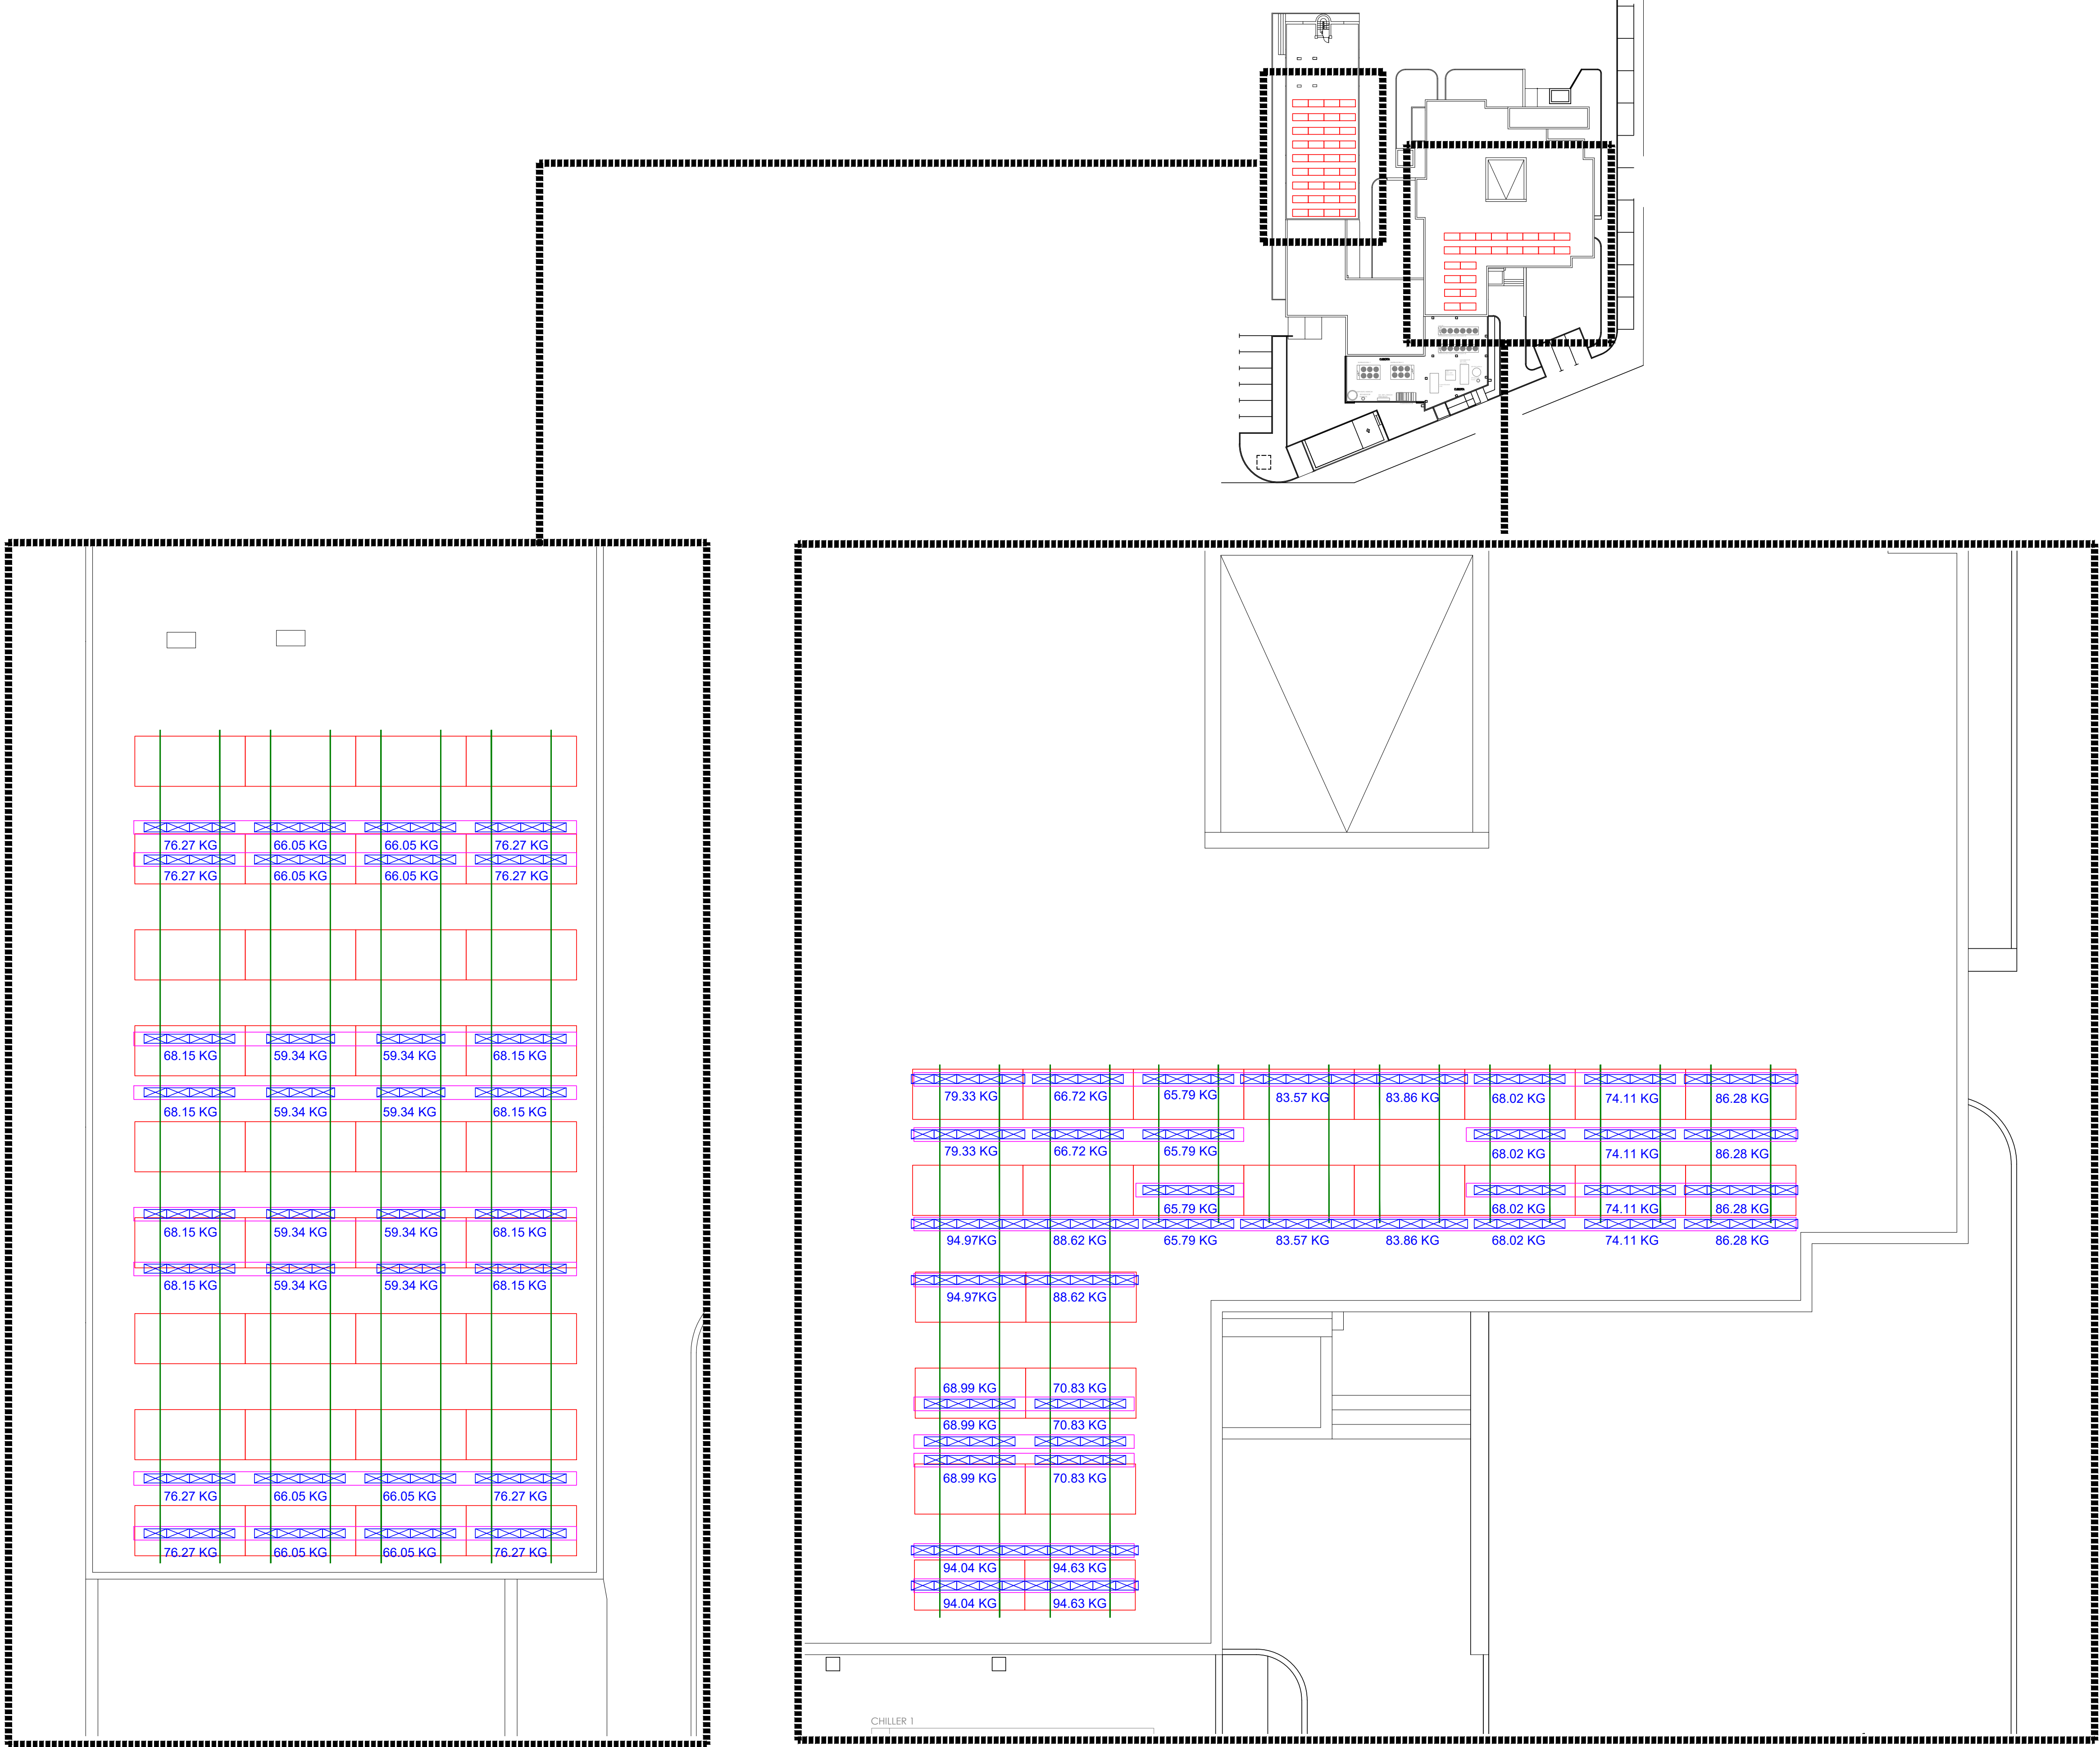 76.27 KG 66.05 KG 66.05 KG 76.27 KG
76.27 KG 66.05 KG 66.05 KG 76.27 KG
68.15 KG 59.34 KG 59.34 KG 68.15 KG
68.15 KG 59.34 KG 59.34 KG 68.15 KG
68.15 KG 59.34 KG 59.34 KG 68.15 KG
68.15 KG 59.34 KG 59.34 KG 68.15 KG
76.27 KG 66.05 KG 66.05 KG 76.27 KG
76.27 KG 66.05 KG 66.05 KG 76.27 KG
79.33 KG 66.72 KG 65.79 KG 83.57 KG 83.86 KG 68.02 KG 74.11 KG 86.28 KG
79.33 KG 66.72 KG 65.79 KG 68.02 KG 74.11 KG 86.28 KG
65.79 KG 68.02 KG 74.11 KG 86.28 KG
94.97KG 88.62 KG 65.79 KG 83.57 KG 83.86 KG 68.02 KG 74.11 KG 86.28 KG
94.97KG 88.62 KG
68.99 KG 70.83 KG
68.99 KG 70.83 KG
68.99 KG 70.83 KG
94.04 KG 94.63 KG
94.04 KG 94.63 KG
CHILLER 1